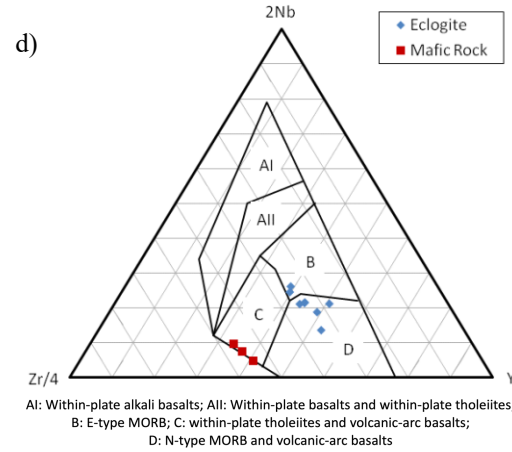 d)
2Nb
Eclogite
Mafic Rock
AI
AII
B
C
D
Zr/4
Y
AI: Within-plate alkali basalts; AII: Within-plate basalts and within-plate tholeiites;
B: E-type MORB; C: within-plate tholeiites and volcanic-arc basalts;
D: N-type MORB and volcanic-arc basalts